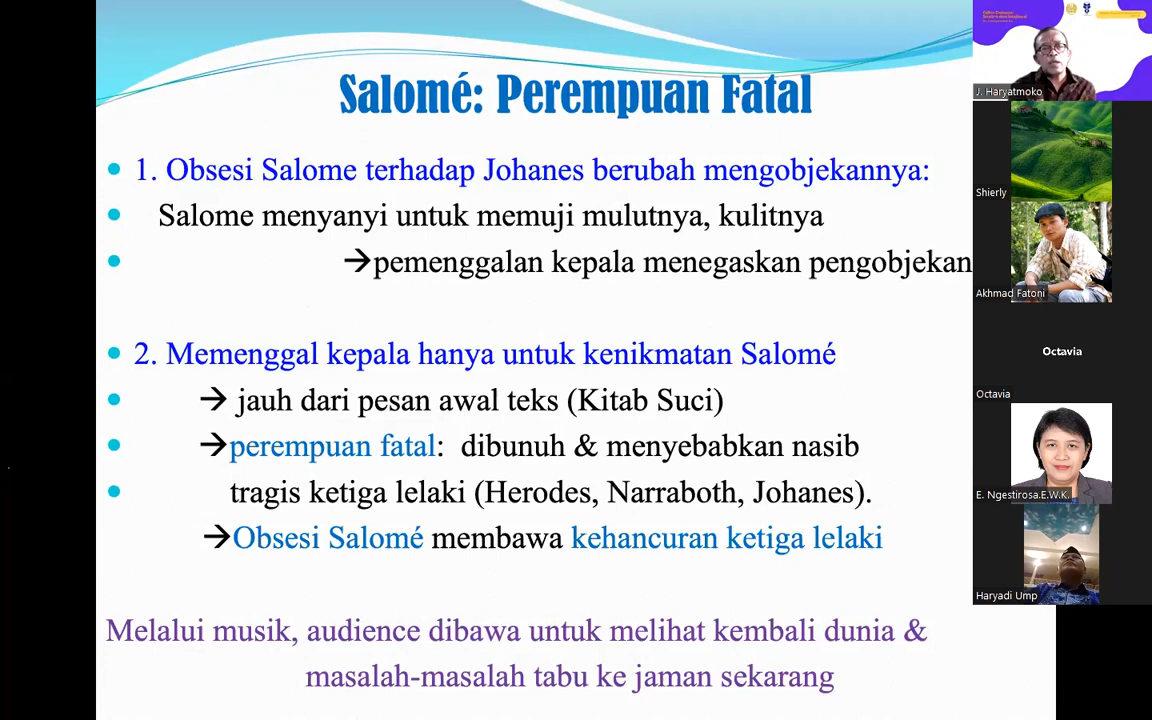 Salomé: Perempuan Fatal
1. Obsesi Salome terhadap Johanes berubah mengobjekannya:
Salome menyanyi untuk memuji mulutnya, kulitnya
→pemenggalan kepala menegaskan pengobjekan
2. Memenggal kepala hanya untuk kenikmatan Salomé
→ jauh dari pesan awal teks (Kitab Suci)
→perempuan fatal: dibunuh & menyebabkan nasib
tragis ketiga lelaki (Herodes, Narraboth, Johanes).
→Obsesi Salomé membawa kehancuran ketiga lelaki
Melalui musik, audience dibawa untuk melihat kembali dunia &
masalah-masalah tabu ke jaman sekarang
J. Haryatmoko
Shierly
Akhmad Fatoni
Octavia
Octavia
E. Ngestirosa.E.W.K.
Haryadi Ump